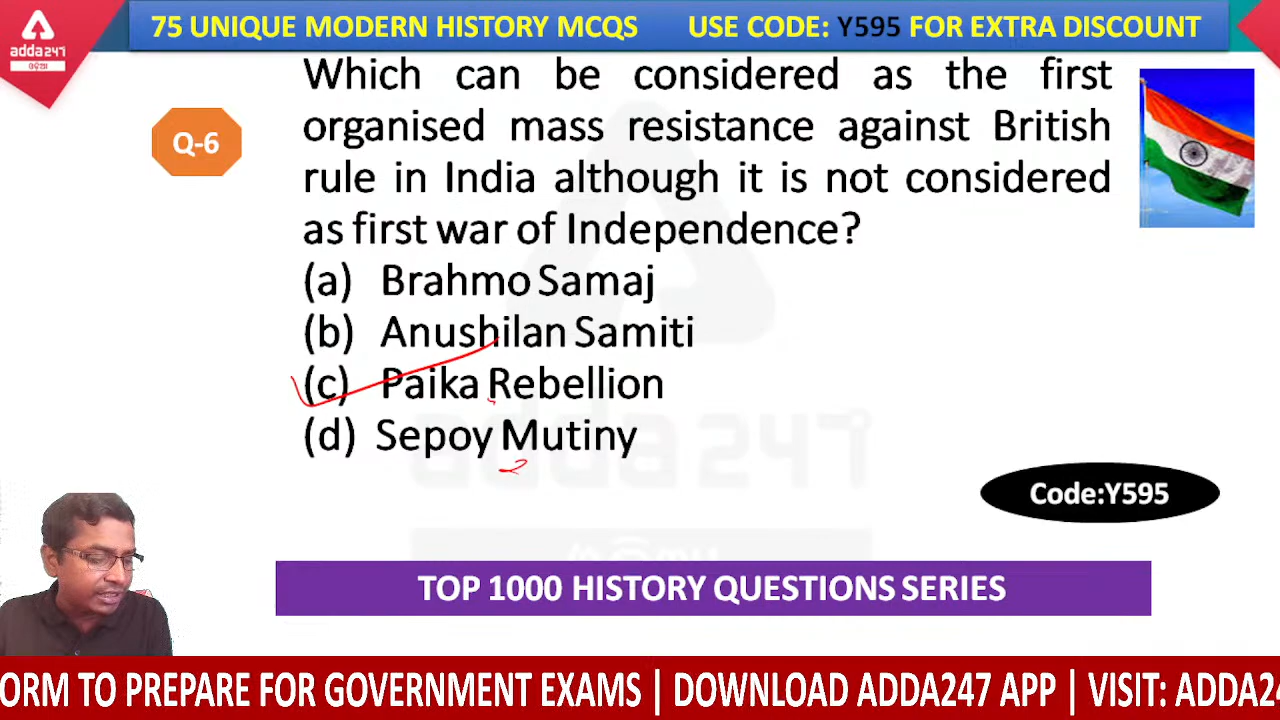 adda247
ଓଡ଼ିଆ
75 UNIQUE MODERN HISTORY MCQS USE CODE: Y595 FOR EXTRA DISCOUNT
Q-6
Which can be considered as the first
organised mass resistance against British
rule in India although it is not considered
as first war of Independence?
(a) Brahmo Samaj
(b) Anushilan Samiti
(c) Paika Rebellion
(d) Sepoy Mutiny
adda247
Code:Y595
TOP 1000 HISTORY QUESTIONS SERIES
ORM TO PREPARE FOR GOVERNMENT EXAMS | DOWNLOAD ADDA247 APP | VISIT: ADDA24